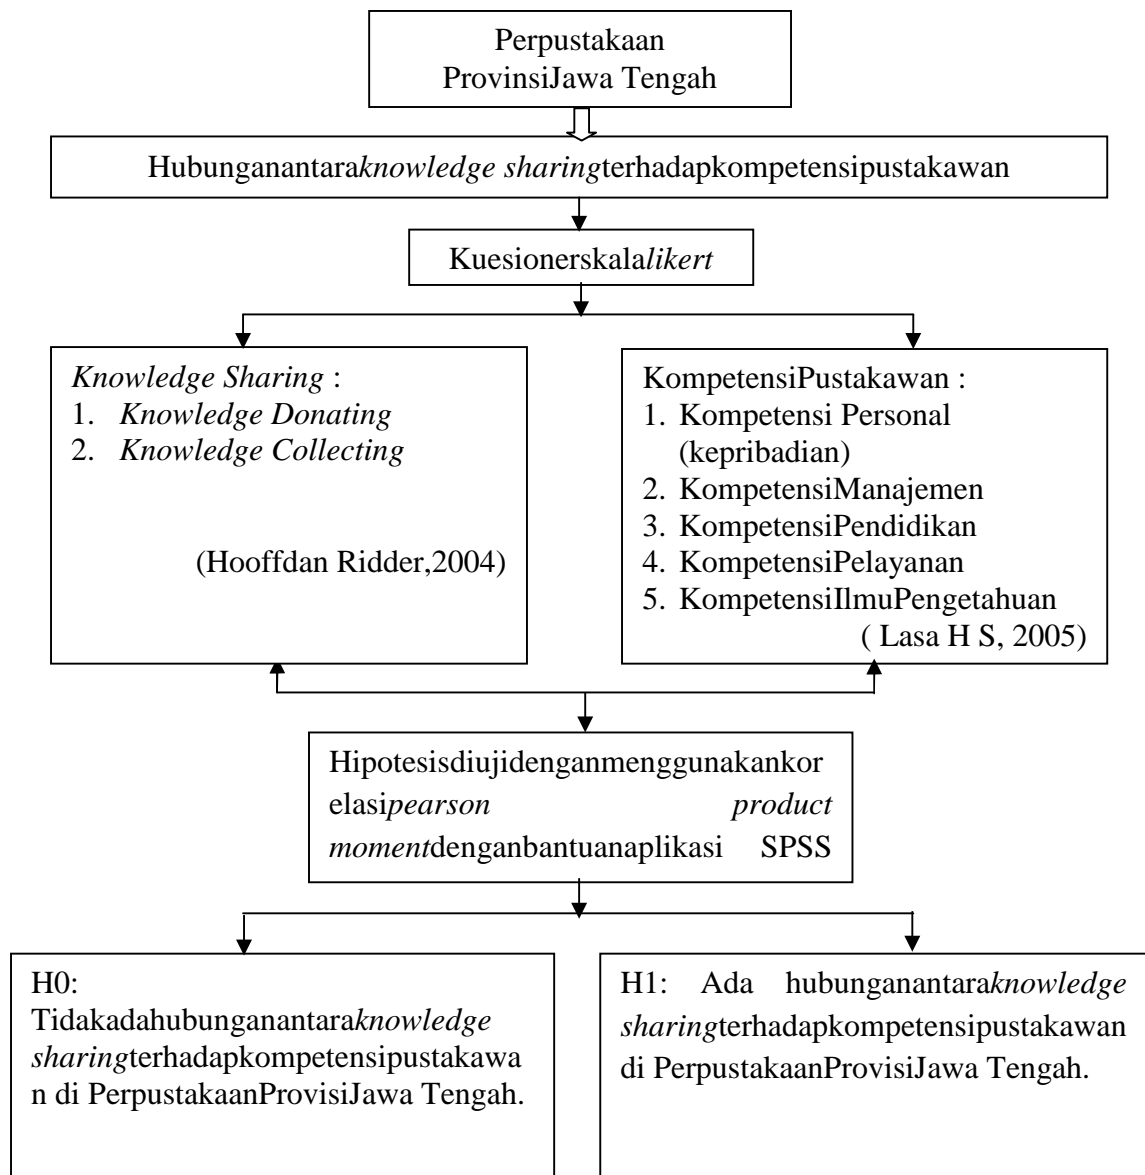 Perpustakaan
ProvinsiJawa Tengah
Hubunganantaraknowledge sharingterhadapkompetensipustakawan
Kuesionerskalalikert
Knowledge Sharing :
1. Knowledge Donating
2. Knowledge Collecting
(Hooffdan Ridder,2004)
KompetensiPustakawan :
1. Kompetensi Personal
(kepribadian)
2. KompetensiManajemen
3. KompetensiPendidikan
4. KompetensiPelayanan
5. KompetensiIlmuPengetahuan
( Lasa H S, 2005)
Hipotesisdiujidenganmenggunakankor
elasipearson product
momentdenganbantuanaplikasi SPSS
H0:
Tidakadahubunganantaraknowledge
sharingterhadapkompetensipustakawa
n di PerpustakaanProvisiJawa Tengah.
H1: Ada hubunganantaraknowledge
sharingterhadapkompetensipustakawan
di PerpustakaanProvisiJawa Tengah.